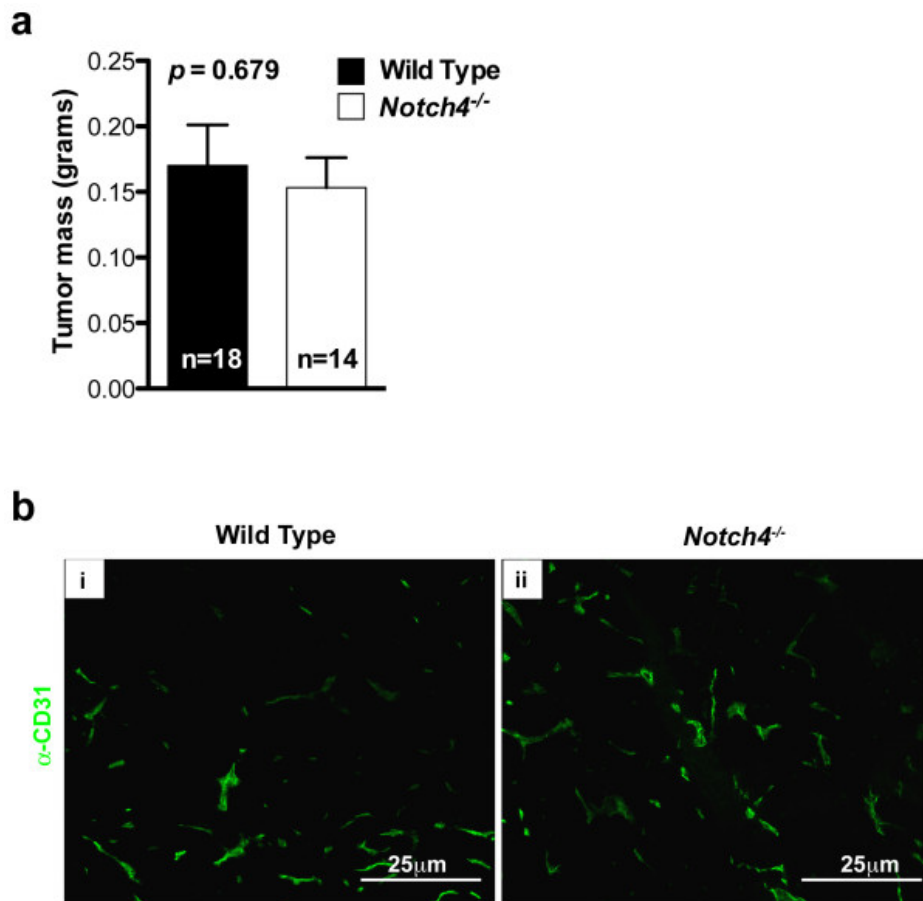 a
p = 0.679
Wild Type
Notch4-/-
Tumor mass (grams)
0.25
0.20
0.15
0.10
0.05
0.00
n=18
n=14
b
Wild Type
Notch4-/-
i
ii
α-CD31
25μm
25μm